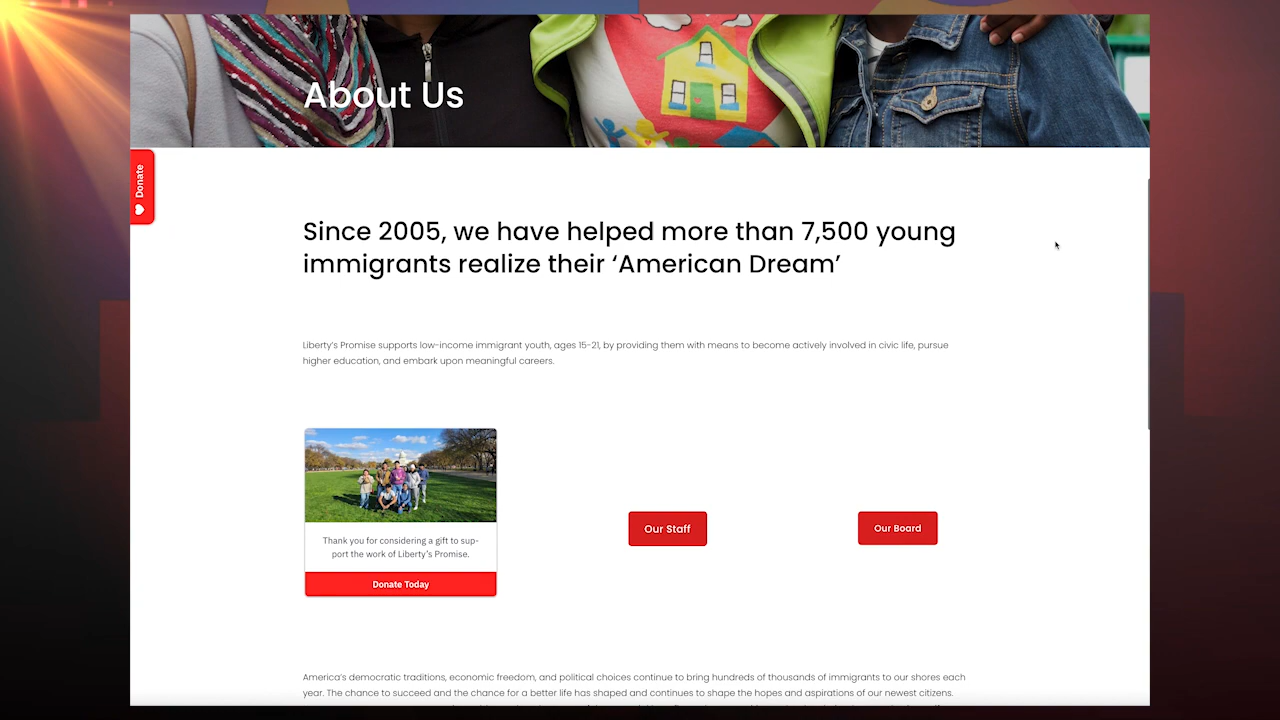 About Us
Donate
Since 2005, we have helped more than 7,500 young
immigrants realize their ‘American Dream’
Liberty's Promise supports low-income immigrant youth, ages 15-21, by providing them with means to become actively involved in civic life, pursue
higher education, and embark upon meaningful careers.
Thank you for considering a gift to sup-
port the work of Liberty's Promise.
Donate Today
Our Staff
Our Board
America's democratic traditions, economic freedom, and political choices continue to bring hundreds of thousands of immigrants to our shores each
year. The chance to succeed and the chance for a better life has shaped and continues to shape the hopes and aspirations of our newest citizens.